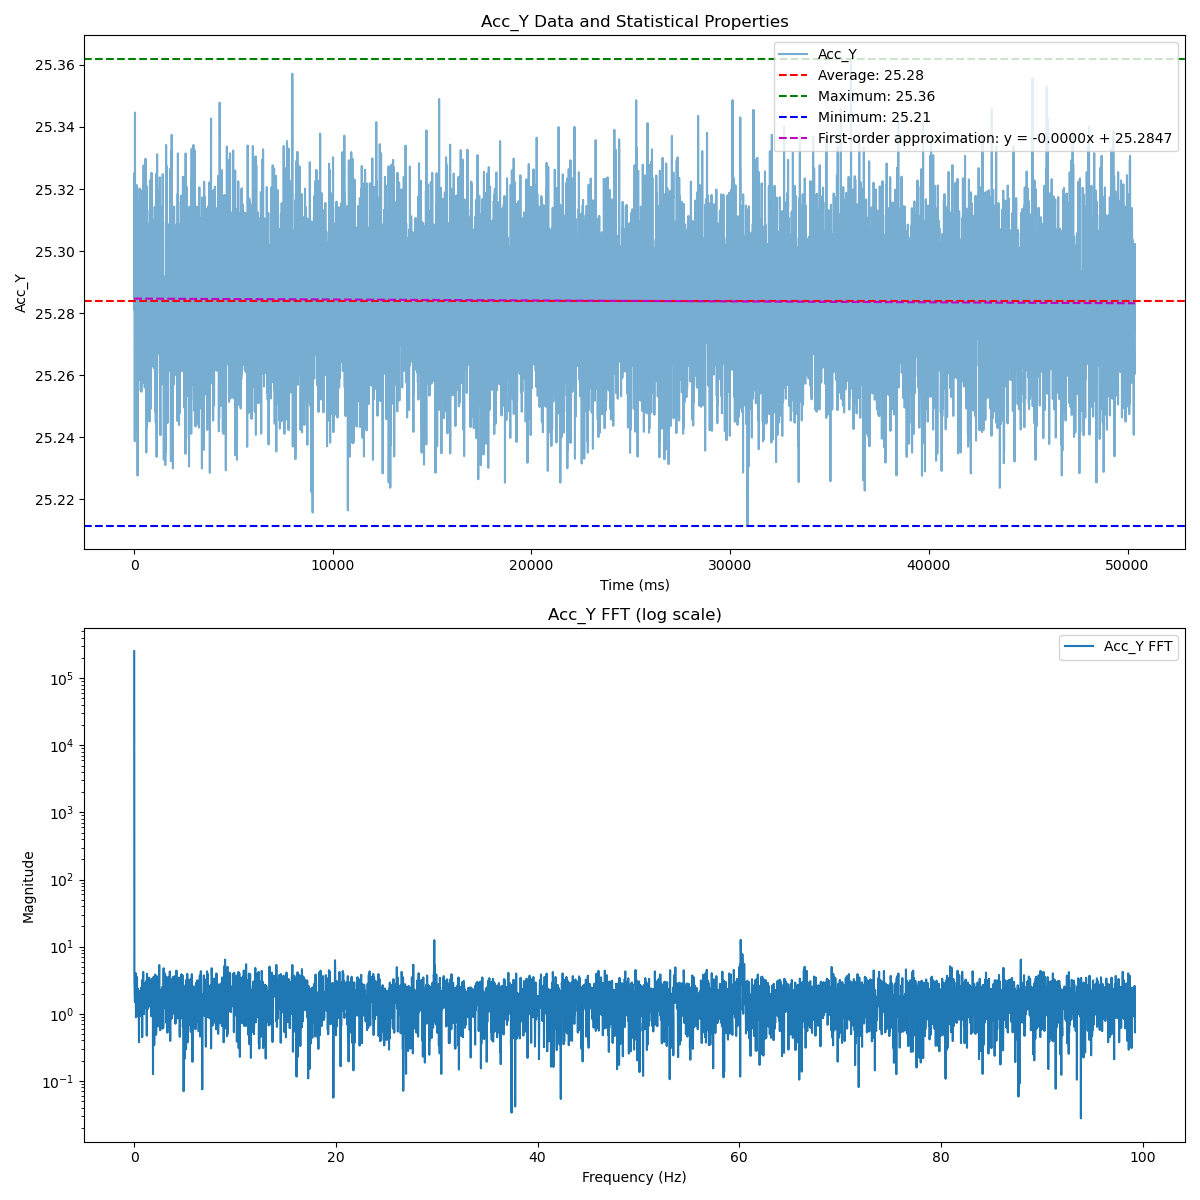 Acc_Y Data and Statistical Properties
25.36
25.34
25.32
25.30
25.28
25.26
25.24
25.22
Acc_Y
Acc_Y
Average: 25.28
Maximum: 25.36
Minimum: 25.21
First-order approximation: y = -0.0000x + 25.2847
0 10000 20000 30000 40000 50000
Time (ms)
Acc_Y FFT (log scale)
10^5
10^4
10^3
10^2
10^1
10^0
10^-1
Magnitude
Acc_Y FFT
0 20 40 60 80 100
Frequency (Hz)